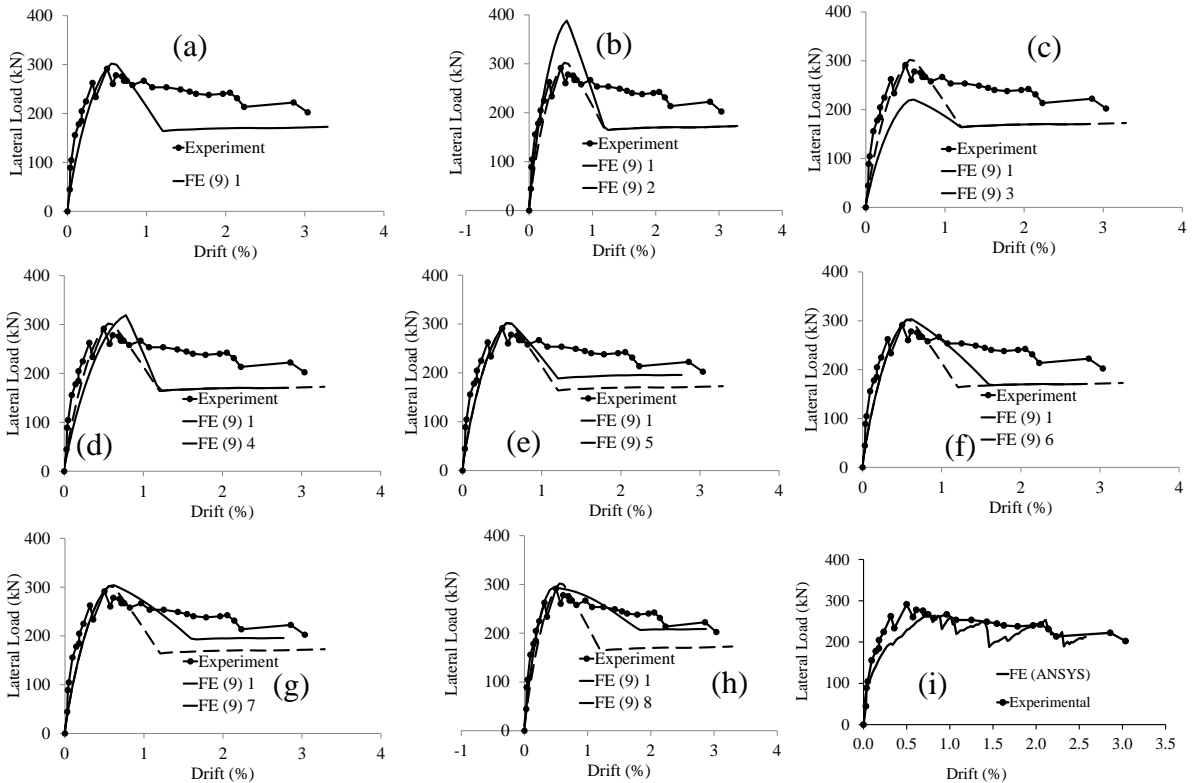 (a)
Lateral Load (kN)
400
300
200
100
0
0 1 2 3 4
Drift (%)
Experiment
FE (9) 1
(b)
Lateral Load (kN)
400
300
200
100
0
-1 0 1 2 3 4
Drift (%)
Experiment
FE (9) 1
FE (9) 2
(c)
Lateral Load (kN)
400
300
200
100
0
0 1 2 3 4
Drift (%)
Experiment
FE (9) 1
FE (9) 3
(d)
Lateral Load (kN)
400
300
200
100
0
0 1 2 3 4
Drift (%)
Experiment
FE (9) 1
FE (9) 4
(e)
Lateral Load (kN)
400
300
200
100
0
0 1 2 3 4
Drift (%)
Experiment
FE (9) 1
FE (9) 5
(f)
Lateral Load (kN)
400
300
200
100
0
0 1 2 3 4
Drift (%)
Experiment
FE (9) 1
FE (9) 6
(g)
Lateral Load (kN)
400
300
200
100
0
0 1 2 3 4
Drift (%)
Experiment
FE (9) 1
FE (9) 7
(h)
Lateral Load (kN)
400
300
200
100
0
-1 0 1 2 3 4
Drift (%)
Experiment
FE (9) 1
FE (9) 8
(i)
Lateral Load (kN)
400
300
200
100
0
0.0 0.5 1.0 1.5 2.0 2.5 3.0 3.5
Drift (%)
FE (ANSYS)
Experimental